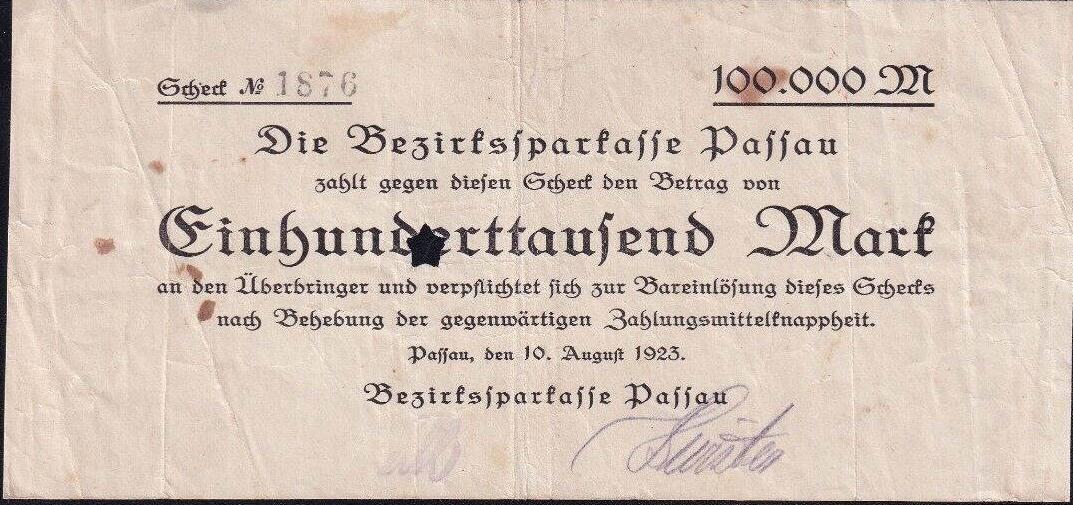 Scheck № 1876
100.000 M
Die Bezirkssparkasse Passau
zahlt gegen diesen Scheck den Betrag von
Einhunderttausend Mark
an den Überbringer und verpflichtet sich zur Bareinlösung dieses Schecks
nach Behebung der gegenwärtigen Zahlungsmittelknappheit.
Passau, den 10. August 1923.
Bezirkssparkasse Passau